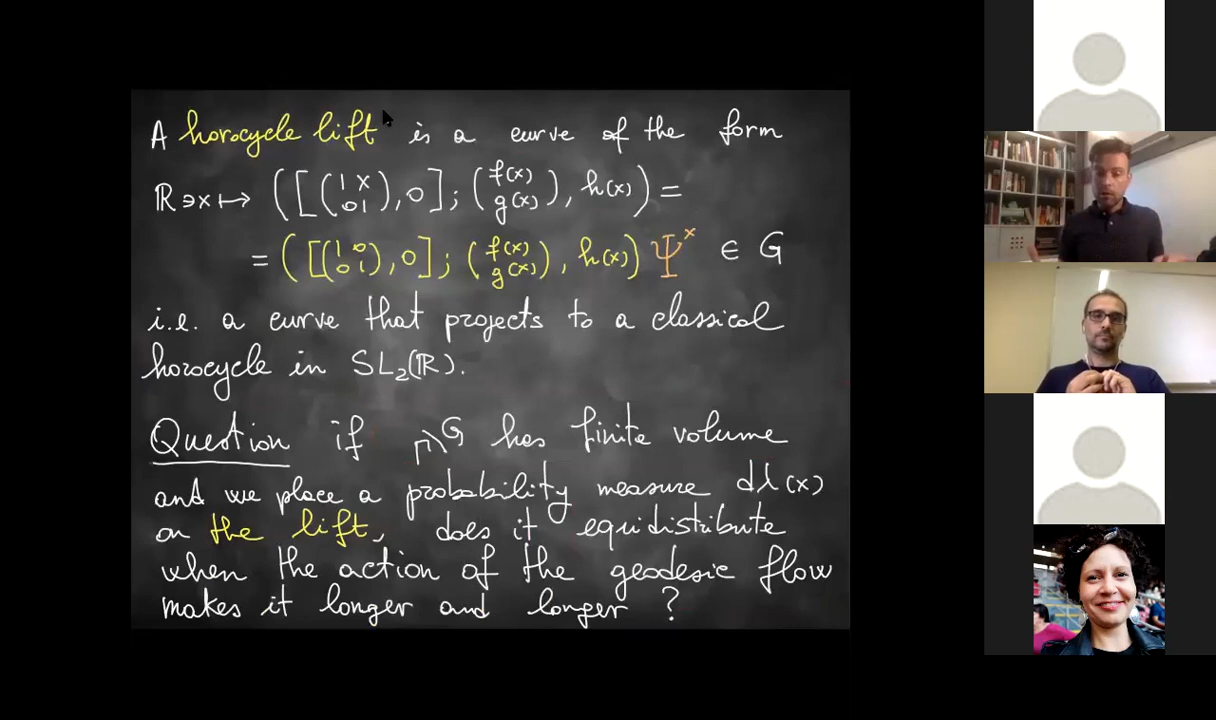 A horocycle lift is a curve of the form
ℝ ∋ x ↦ ([(1 x 0 1), 0]; (f(x) g(x)), h(x)) =
= ([(1 0 0 1), 0]; (f(x) g(x)), h(x)) Ψ^x ∈ G
i.e. a curve that projects to a classical
horocycle in SL₂(ℝ).
Question if Γ\G has finite volume
and we place a probability measure dλ(x)
on the lift, does it equidistribute
when the action of the geodesic flow
makes it longer and longer ?